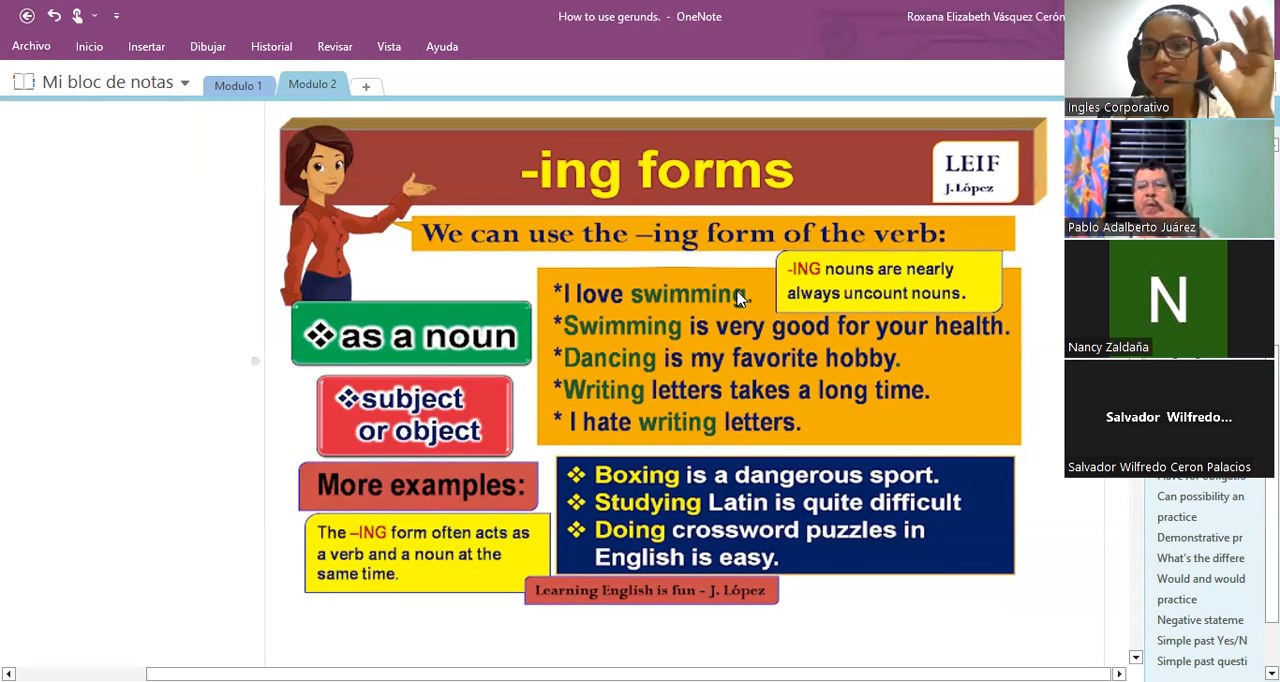 How to use gerunds. - OneNote
Roxana Elizabeth Vásquez Cerón
Archivo Inicio Insertar Dibujar Historial Revisar Vista Ayuda
Mi bloc de notas
Modulo 1
Modulo 2
+
-ing forms
LEIF
J. López
We can use the –ing form of the verb:
-ING nouns are nearly
always uncount nouns.
❖as a noun
❖subject
or object
*I love swimming.
*Swimming is very good for your health.
*Dancing is my favorite hobby.
*Writing letters takes a long time.
* I hate writing letters.
More examples:
The –ING form often acts as
a verb and a noun at the
same time.
❖ Boxing is a dangerous sport.
❖ Studying Latin is quite difficult
❖ Doing crossword puzzles in
English is easy.
Learning English is fun - J. López
Ingles Corporativo
Pablo Adalberto Juárez
N
Nancy Zaldaña
Salvador Wilfredo...
Salvador Wilfredo Ceron Palacios
Can possibility an
practice
Demonstrative pr
What's the differe
Would and would
practice
Negative stateme
Simple past Yes/N
Simple past questi